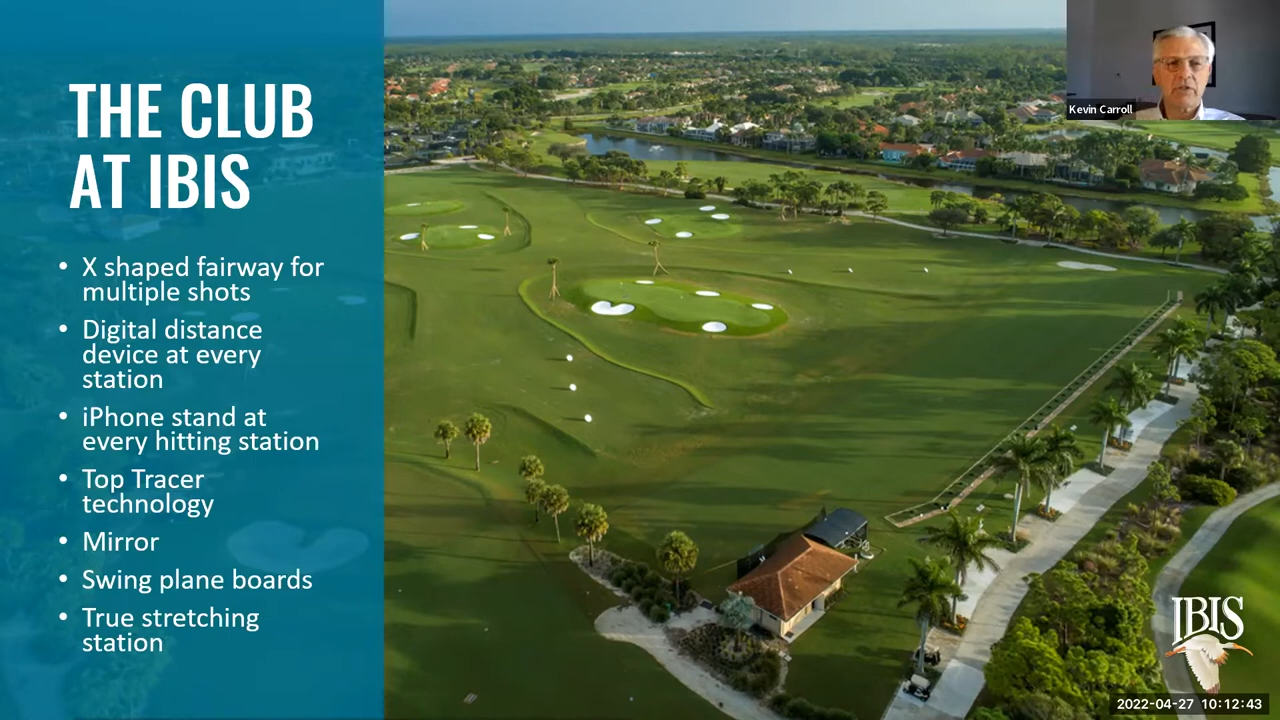 THE CLUB
AT IBIS
• X shaped fairway for
multiple shots
• Digital distance
device at every
station
• iPhone stand at
every hitting station
• Top Tracer
technology
• Mirror
• Swing plane boards
• True stretching
station
Kevin Carroll
IBIS
2022-04-27 10:12:43